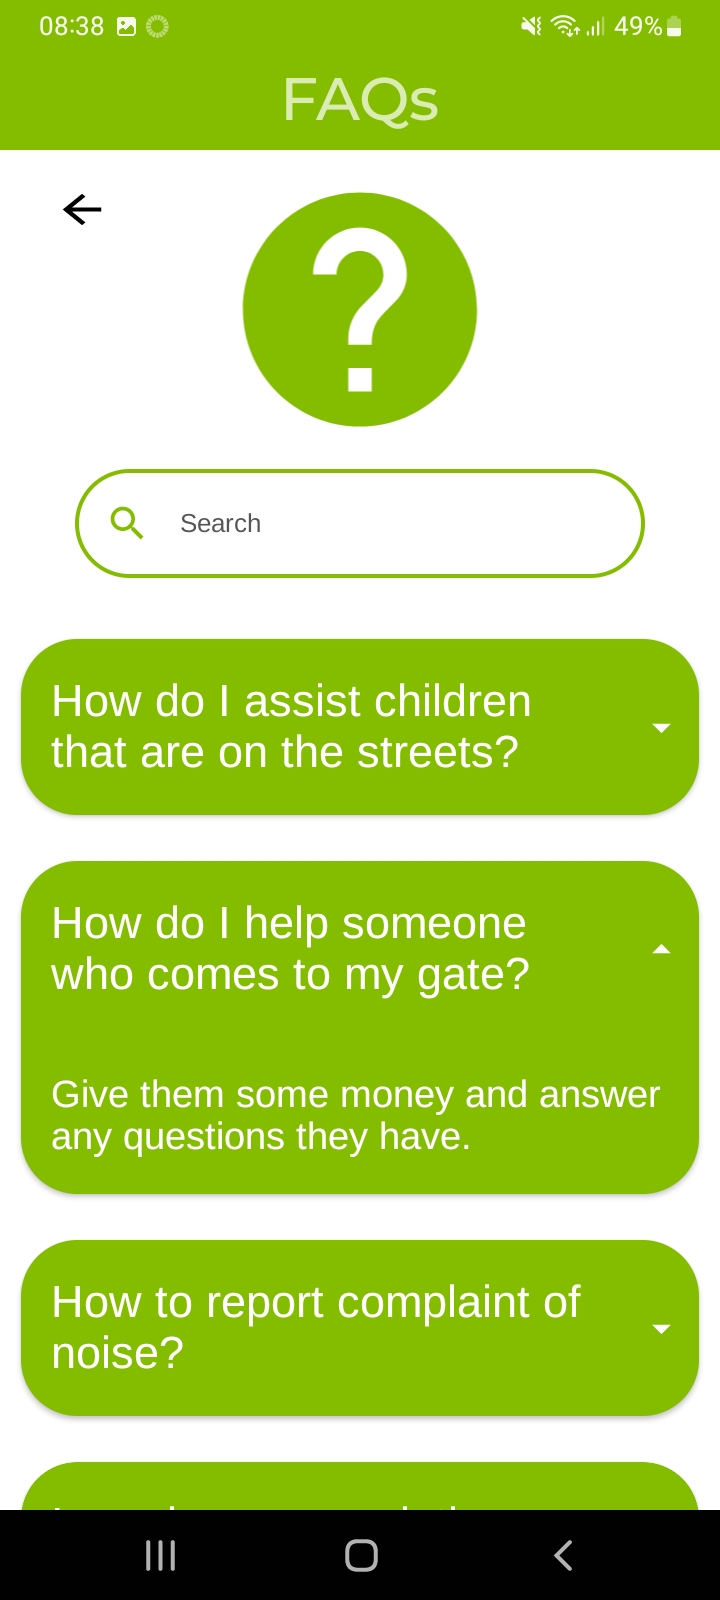 08:38
49%
FAQs
Search
How do I assist children
that are on the streets?
How do I help someone
who comes to my gate?
Give them some money and answer
any questions they have.
How to report complaint of
noise?